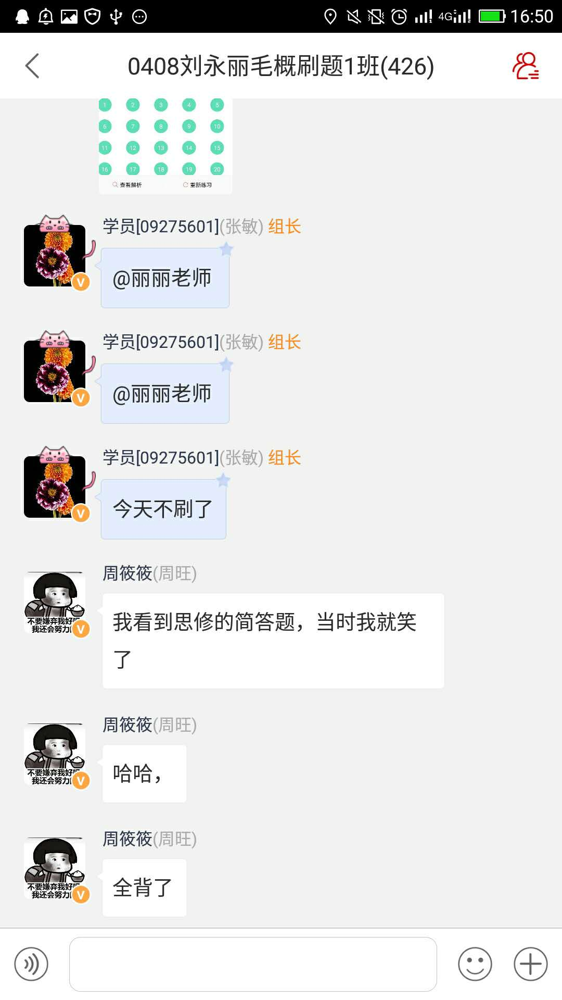 4G
16:50
0408刘永丽毛概刷题1班(426)
1 2 3 4 5
6 7 8 9 10
11 12 13 14 15
16 17 18 19 20
查看解析 重新练习
学员[09275601](张敏) 组长
V
@丽丽老师
学员[09275601](张敏) 组长
V
@丽丽老师
学员[09275601](张敏) 组长
V
今天不刷了
周筱筱(周旺)
不要嫌弃我好吗
我还会努力
V
我看到思修的简答题，当时我就笑
了
周筱筱(周旺)
不要嫌弃我好吗
我还会努力
V
哈哈，
周筱筱(周旺)
不要嫌弃我好吗
我还会努力
V
全背了